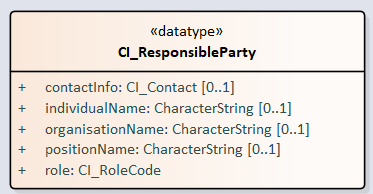 «datatype»
CI_ResponsibleParty
+ contactInfo: CI_Contact [0..1]
+ individualName: CharacterString [0..1]
+ organisationName: CharacterString [0..1]
+ positionName: CharacterString [0..1]
+ role: CI_RoleCode